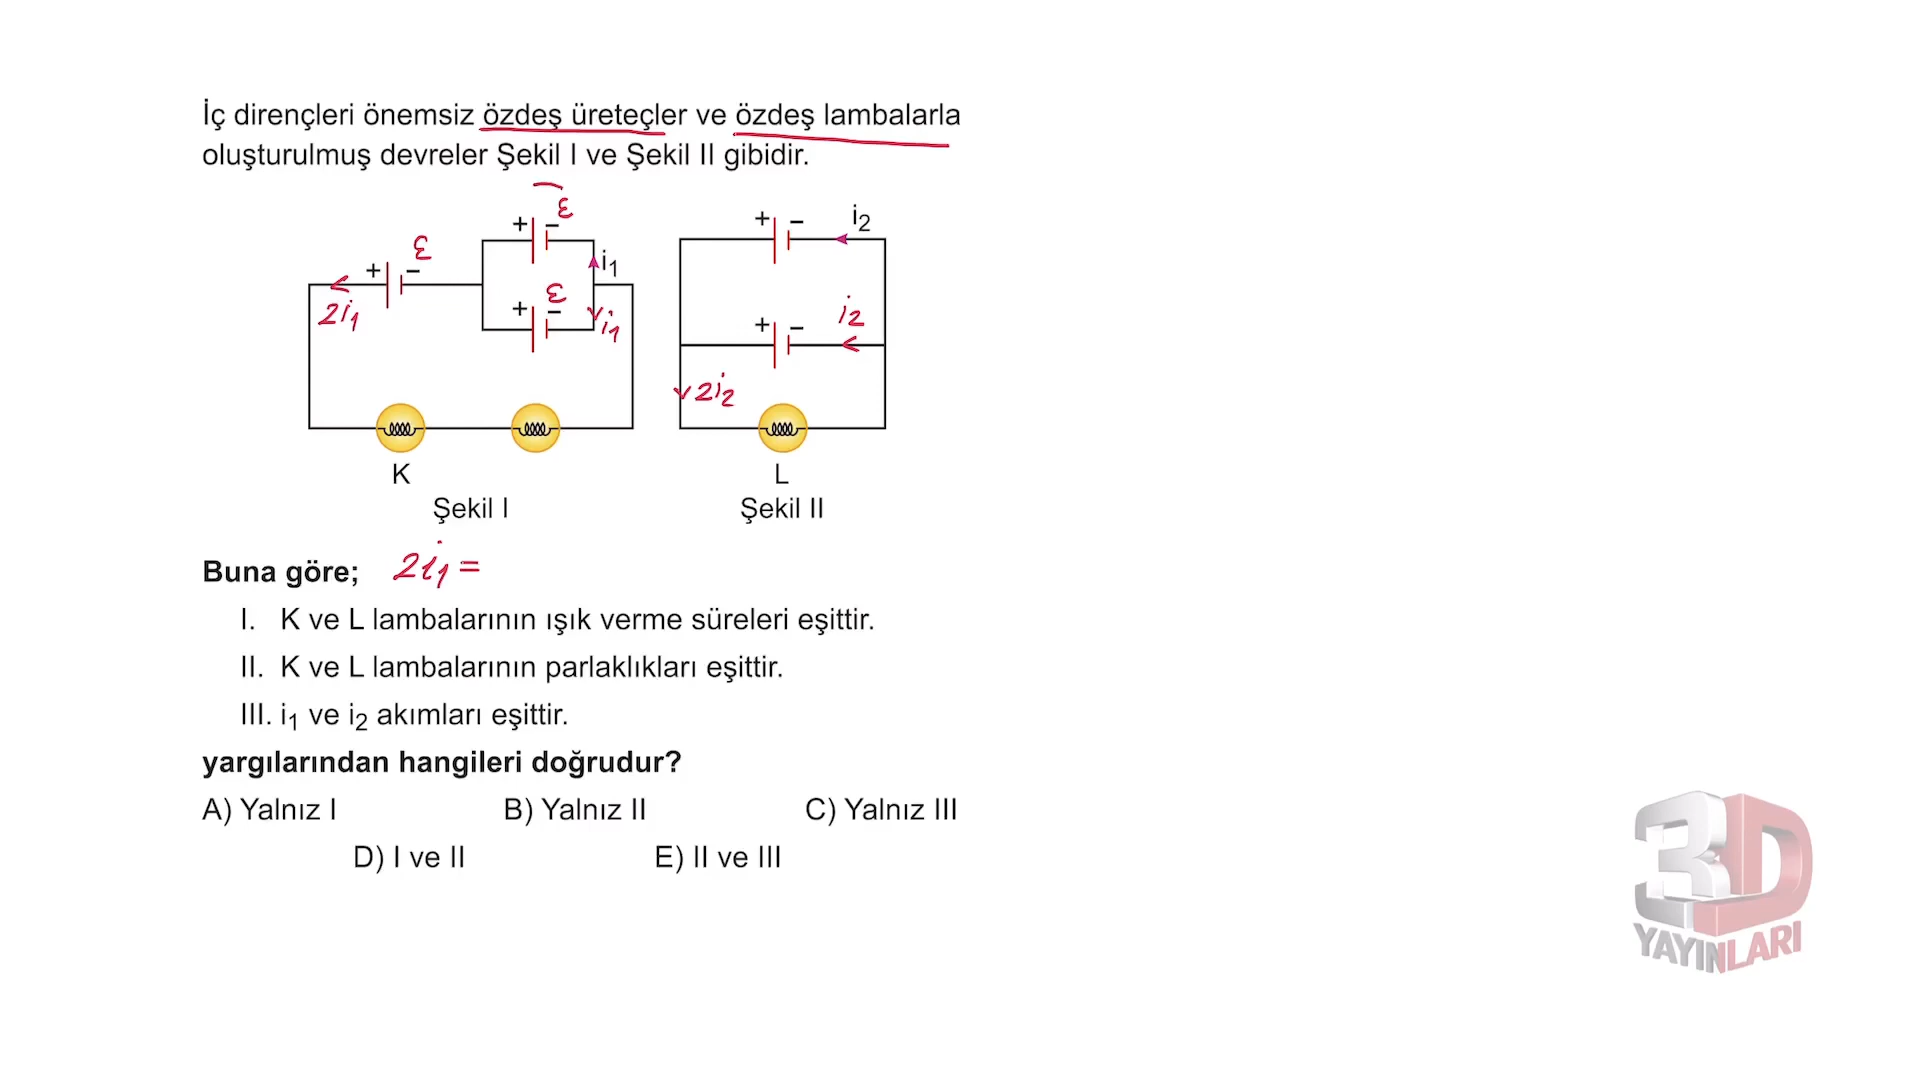 İç dirençleri önemsiz özdeş üreteçler ve özdeş lambalarla
oluşturulmuş devreler Şekil I ve Şekil II gibidir.
+ − ε
+ − ε
i1
2i1
+ − ε
i1
+ − i2
+ − i2
2i2
K
Şekil I
L
Şekil II
Buna göre; 2i1 =
I. K ve L lambalarının ışık verme süreleri eşittir.
II. K ve L lambalarının parlaklıkları eşittir.
III. i1 ve i2 akımları eşittir.
yargılarından hangileri doğrudur?
A) Yalnız I B) Yalnız II C) Yalnız III
D) I ve II E) II ve III
3D
YAYINLARI